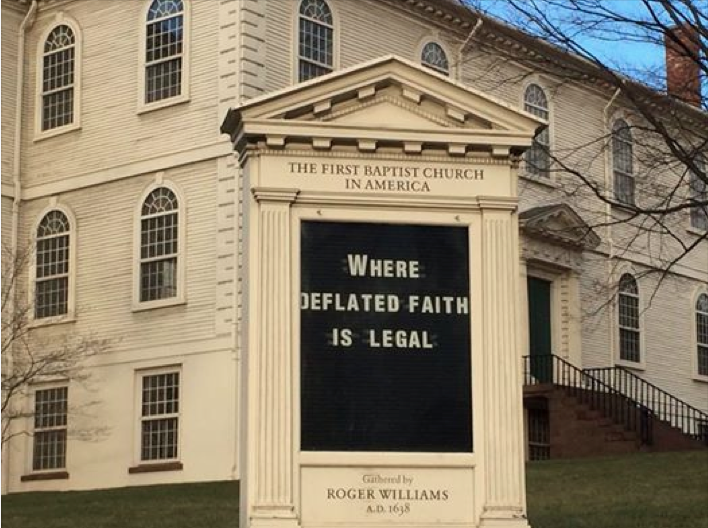 THE FIRST BAPTIST CHURCH
IN AMERICA
WHERE
DEFLATED FAITH
IS LEGAL
Gathered by
ROGER WILLIAMS
A.D. 1638